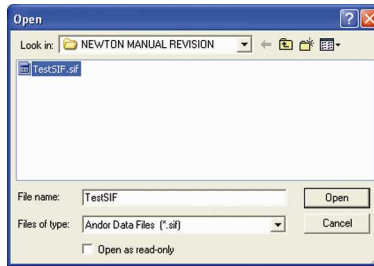 Open
Look in: NEWTON MANUAL REVISION
TestSIF.sif
File name: TestSIF Open
Files of type: Andor Data Files (*.sif) Cancel
Open as read-only